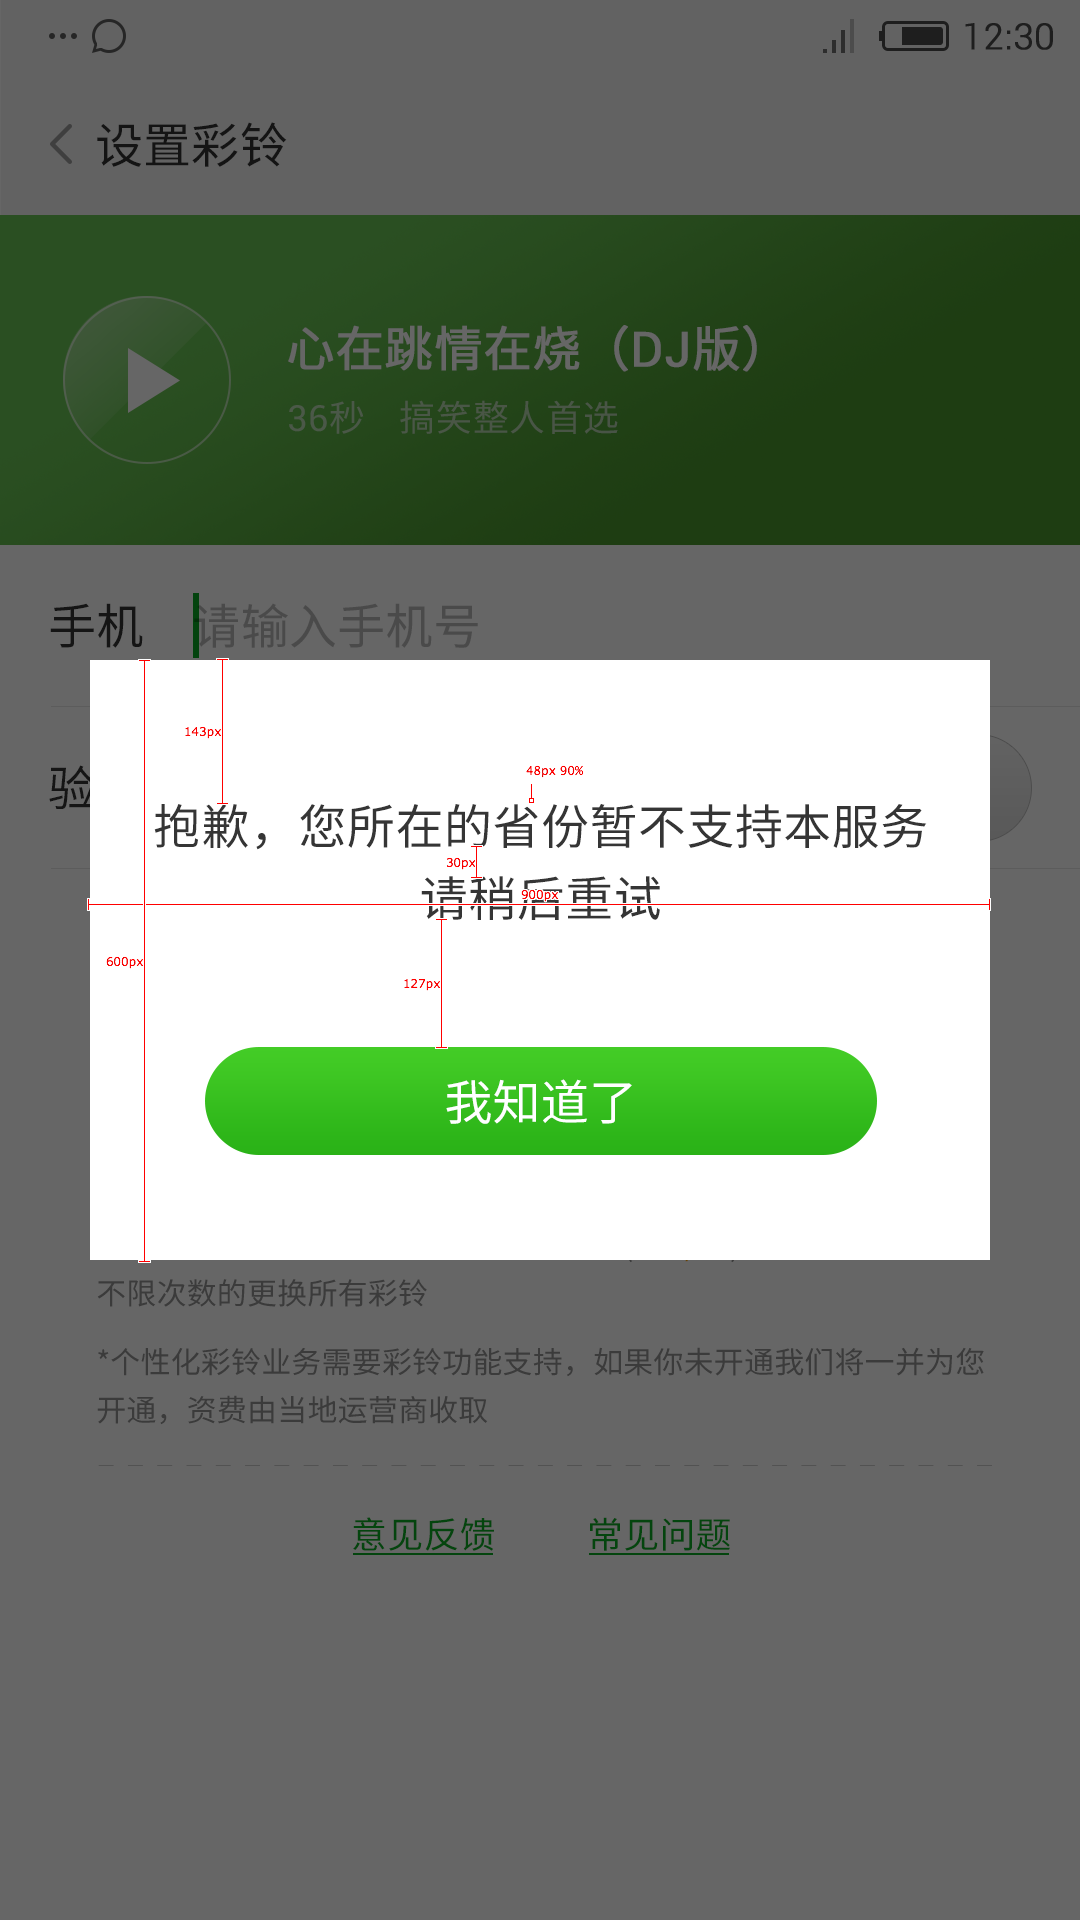 12:30
设置彩铃
心在跳情在烧（DJ版）
36秒 搞笑整人首选
手机 请输入手机号
143px
48px 90%
验
抱歉，您所在的省份暂不支持本服务
30px
请稍后重试
900px
600px
127px
我知道了
不限次数的更换所有彩铃
*个性化彩铃业务需要彩铃功能支持，如果你未开通我们将一并为您
开通，资费由当地运营商收取
意见反馈 常见问题